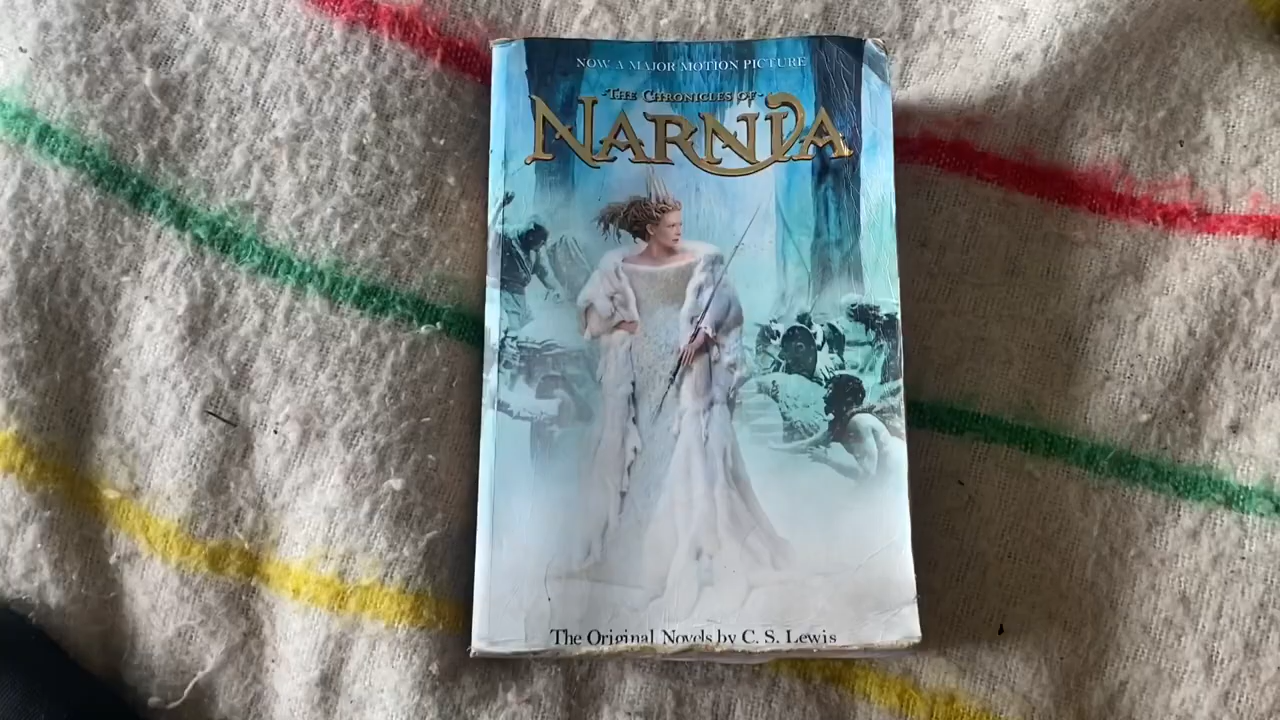 NOW A MAJOR MOTION PICTURE
-THE CHRONICLES OF-
NARNIA
The Original Novels by C. S. Lewis